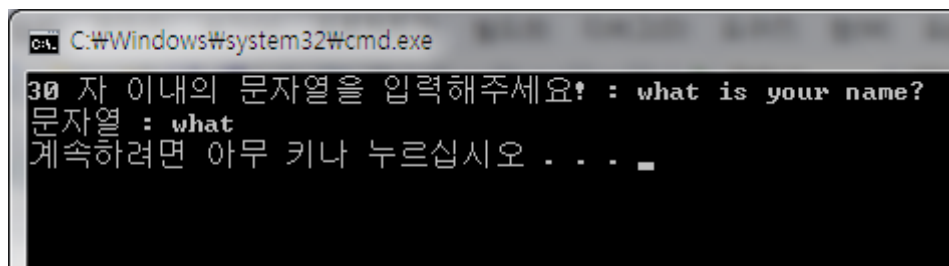 C:₩Windows₩system32₩cmd.exe
30 자 이내의 문자열을 입력해주세요! : what is your name?
문자열 : what
계속하려면 아무 키나 누르십시오 . . .